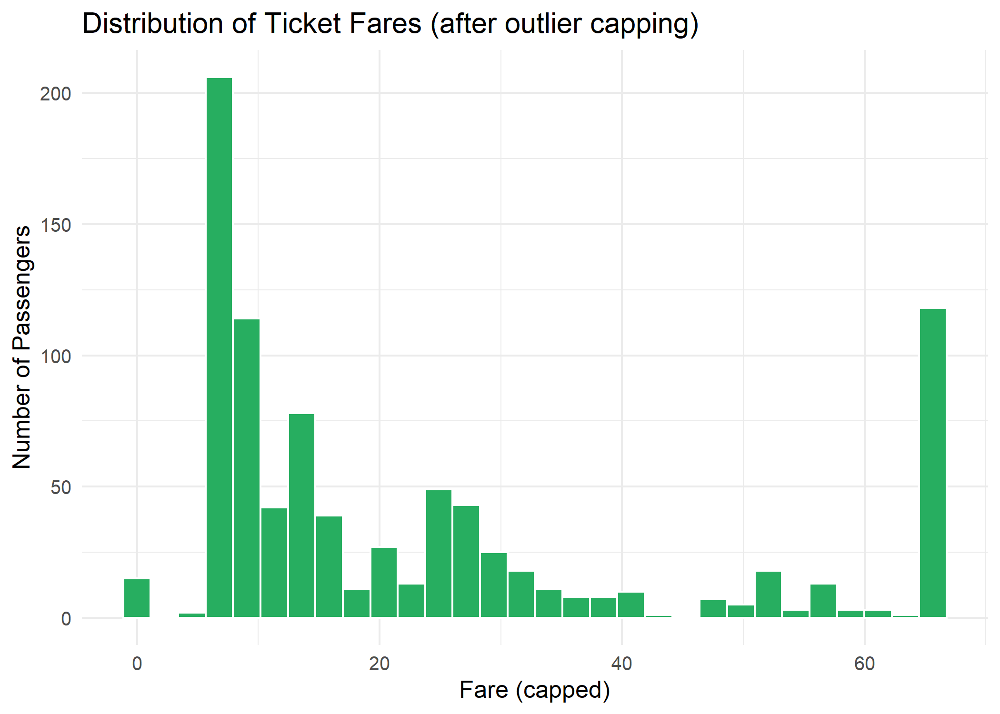 Distribution of Ticket Fares (after outlier capping)
Number of Passengers
200
150
100
50
0
0 20 40 60
Fare (capped)